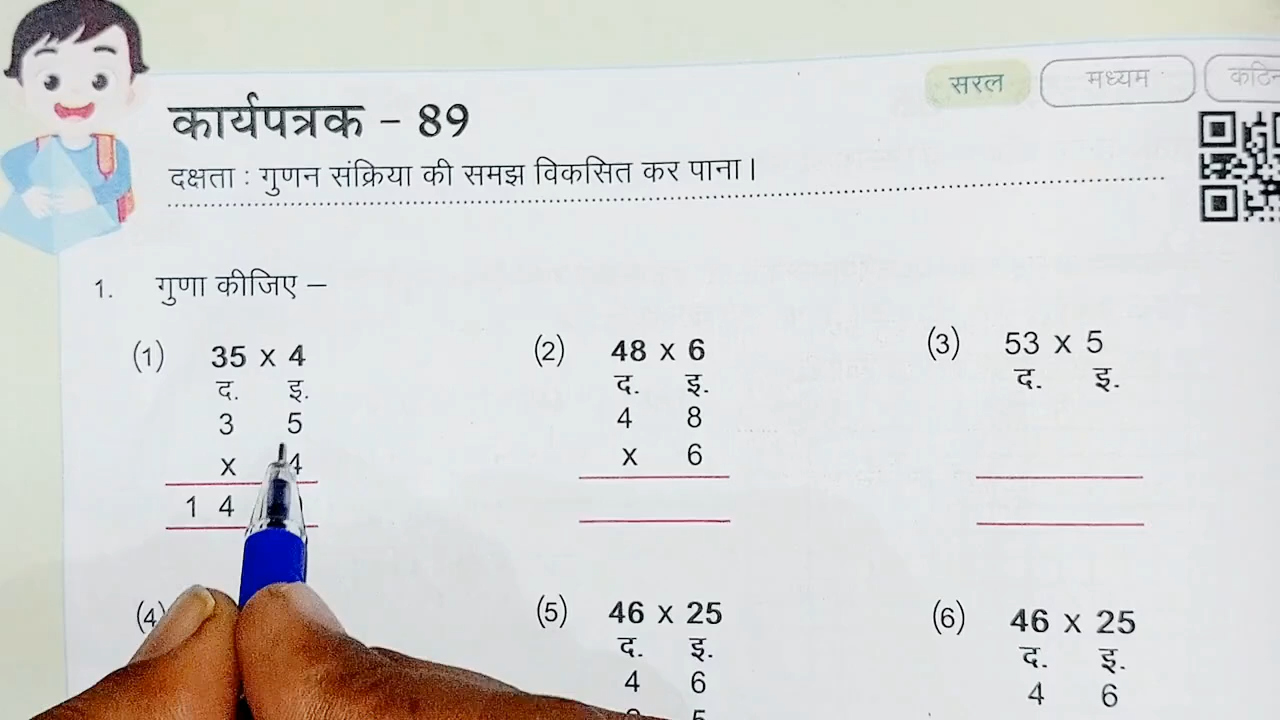 सरल मध्यम
कार्यपत्रक – 89
दक्षता : गुणन संक्रिया की समझ विकसित कर पाना।
1. गुणा कीजिए –
(1) 35 x 4 (2) 48 x 6 (3) 53 x 5
द. इ. द. इ. द. इ.
3 5 4 8
x 4 x 6
1 4
(4) (5) 46 x 25 (6) 46 x 25
द. इ. द. इ.
4 6 4 6